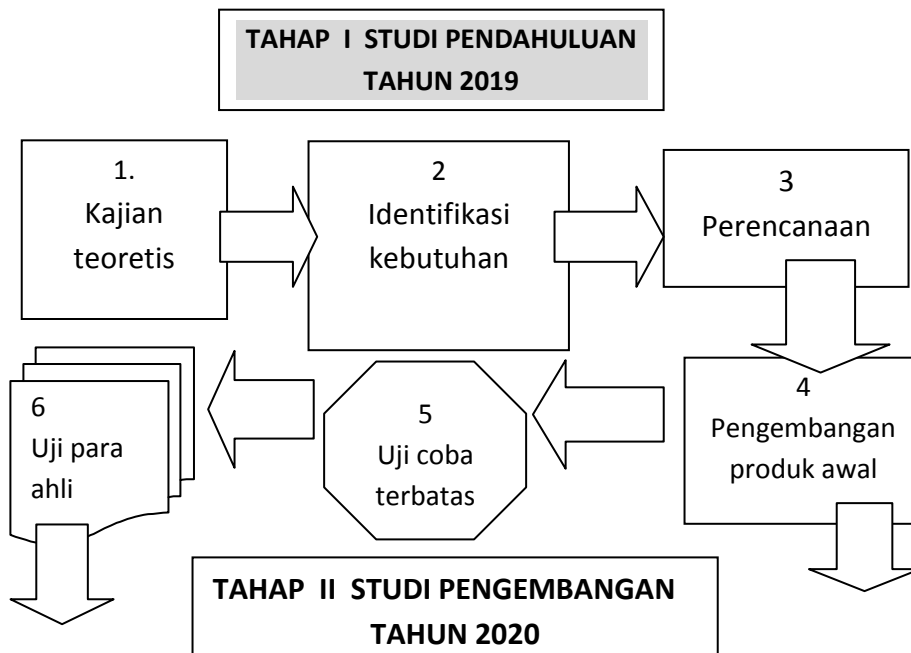 TAHAP I STUDI PENDAHULUAN
TAHUN 2019
1.
Kajian
teoretis
2
Identifikasi
kebutuhan
3
Perencanaan
4
Pengembangan
produk awal
5
Uji coba
terbatas
6
Uji para
ahli
TAHAP II STUDI PENGEMBANGAN
TAHUN 2020